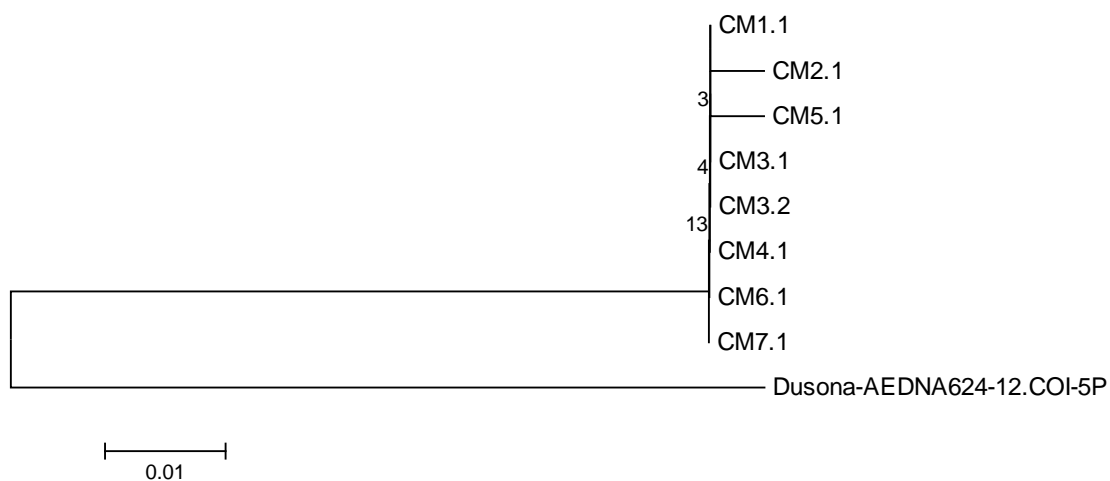 CM1.1
CM2.1
3
CM5.1
CM3.1
4
CM3.2
13
CM4.1
CM6.1
CM7.1
Dusona-AEDNA624-12.COI-5P
0.01